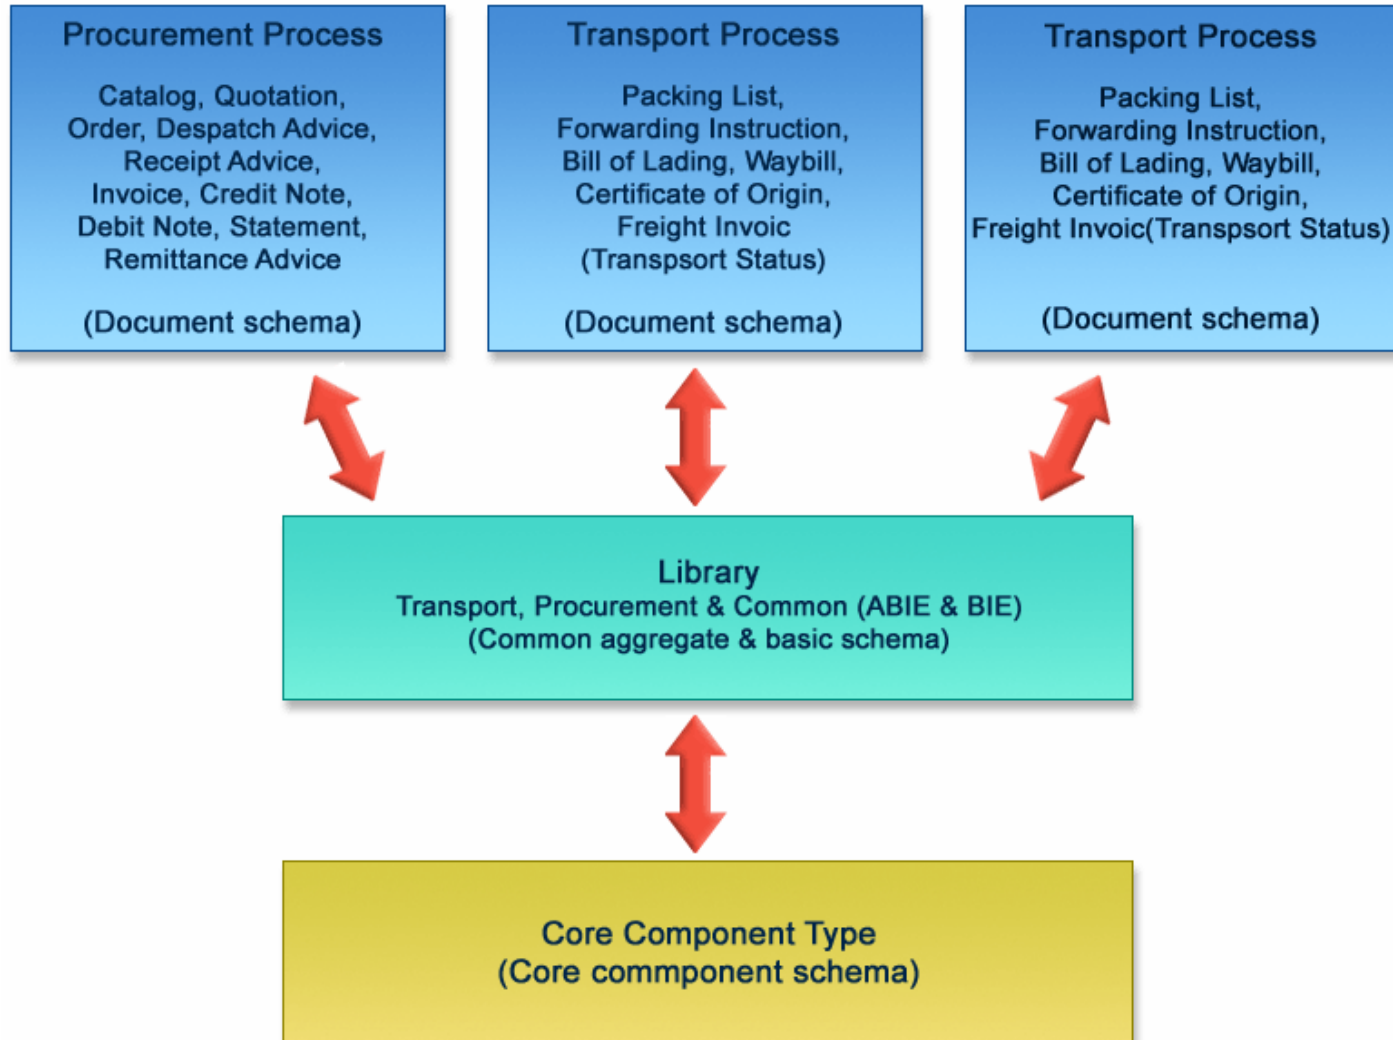 Procurement Process
Catalog, Quotation,
Order, Despatch Advice,
Receipt Advice,
Invoice, Credit Note,
Debit Note, Statement,
Remittance Advice
(Document schema)
Transport Process
Packing List,
Forwarding Instruction,
Bill of Lading, Waybill,
Certificate of Origin,
Freight Invoic
(Transpsort Status)
(Document schema)
Transport Process
Packing List,
Forwarding Instruction,
Bill of Lading, Waybill,
Certificate of Origin,
Freight Invoic(Transpsort Status)
(Document schema)
Library
Transport, Procurement & Common (ABIE & BIE)
(Common aggregate & basic schema)
Core Component Type
(Core commponent schema)